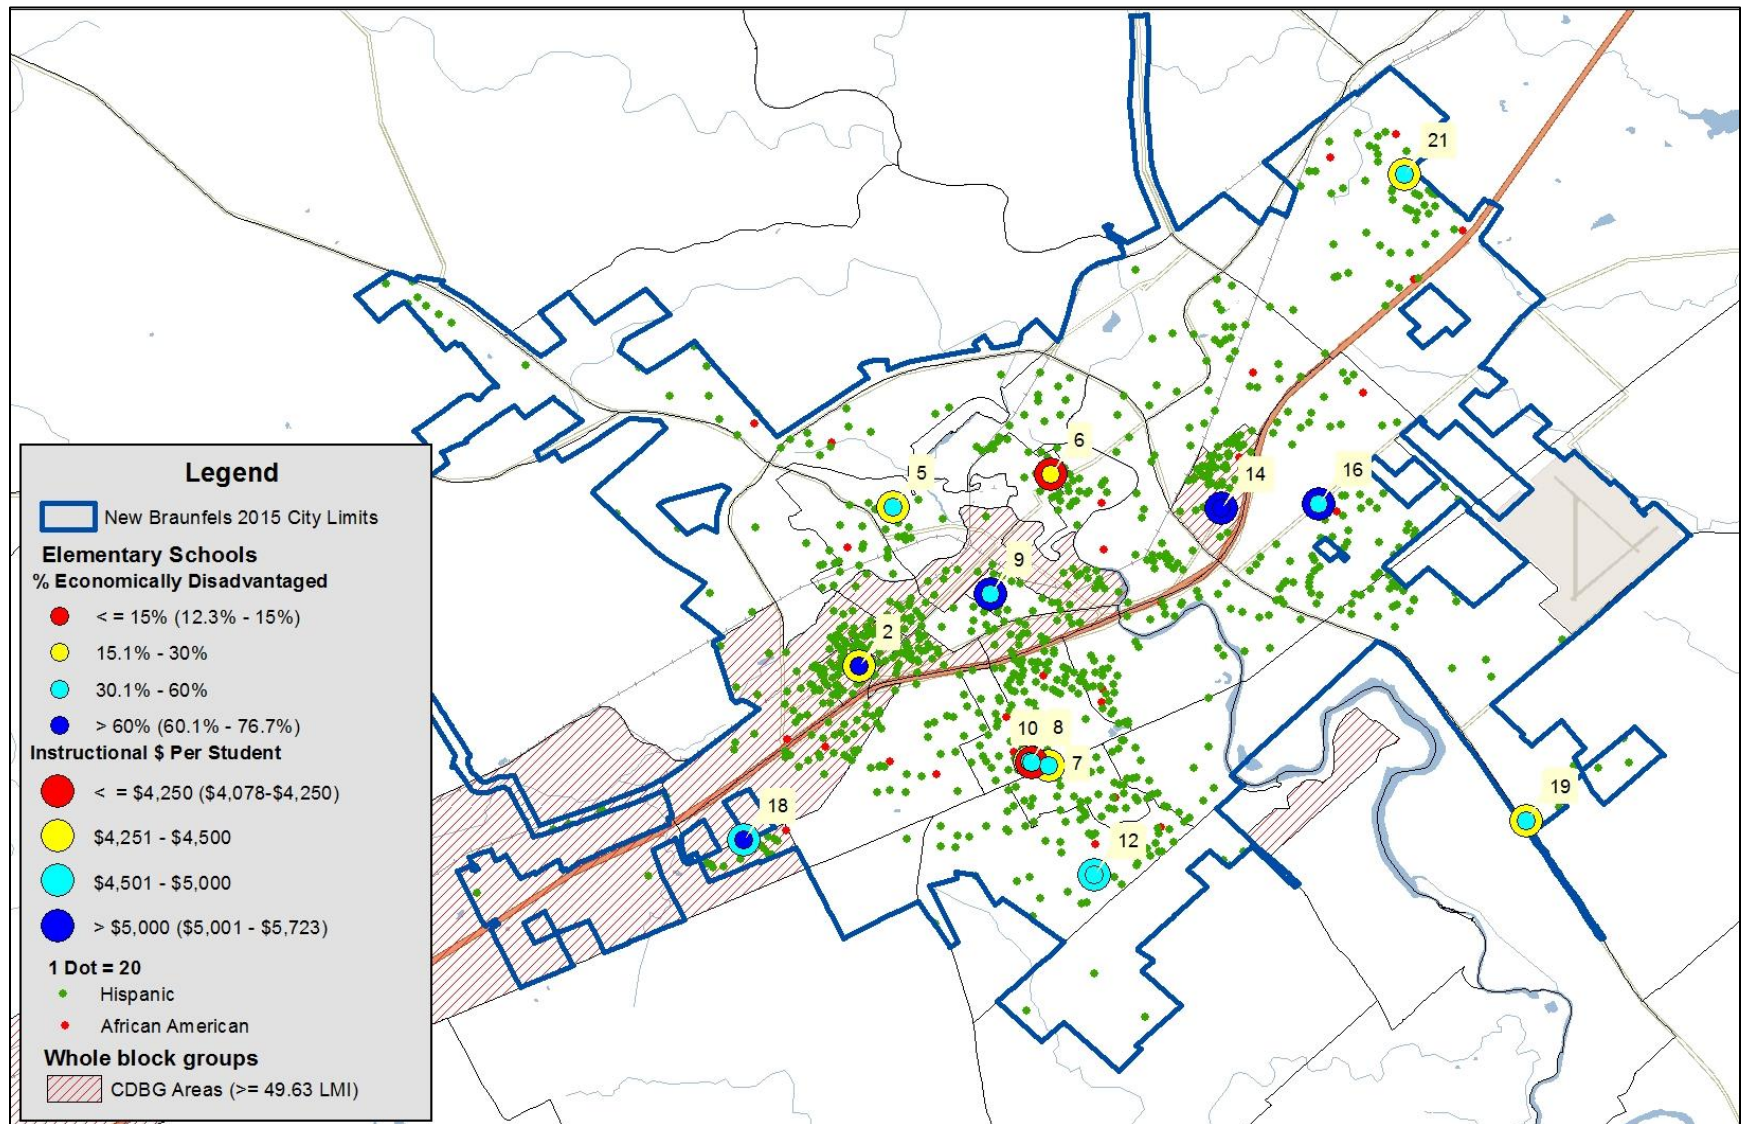 21
6
5
14
16
9
2
10
8
7
18
19
12
Legend
New Braunfels 2015 City Limits
Elementary Schools
% Economically Disadvantaged
< = 15% (12.3% - 15%)
15.1% - 30%
30.1% - 60%
> 60% (60.1% - 76.7%)
Instructional $ Per Student
< = $4,250 ($4,078-$4,250)
$4,251 - $4,500
$4,501 - $5,000
> $5,000 ($5,001 - $5,723)
1 Dot = 20
Hispanic
African American
Whole block groups
CDBG Areas (>= 49.63 LMI)